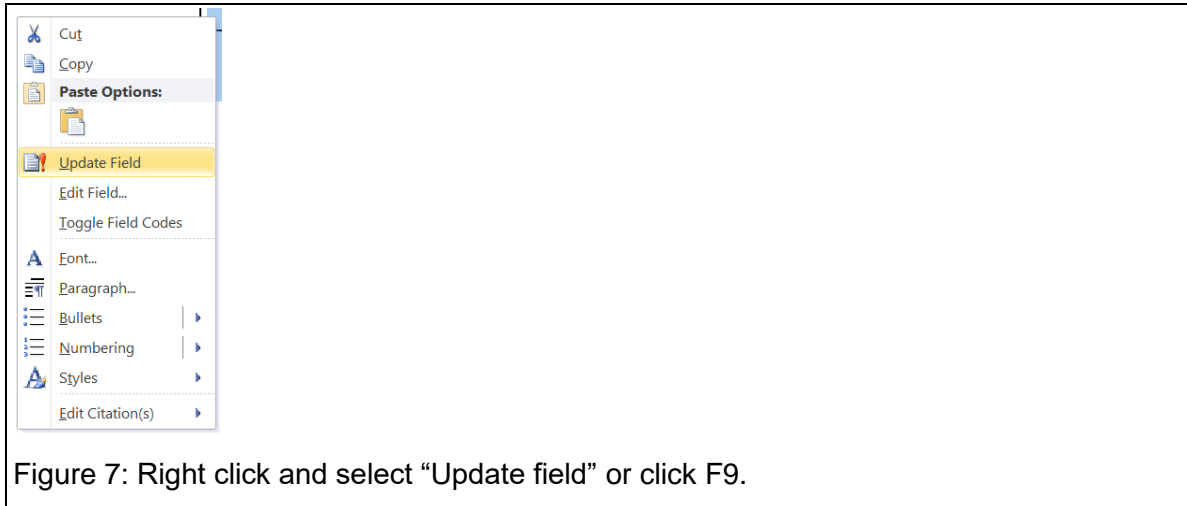 Cut
Copy
Paste Options:
Update Field
Edit Field...
Toggle Field Codes
Font...
Paragraph...
Bullets
Numbering
Styles
Edit Citation(s)
Figure 7: Right click and select “Update field” or click F9.